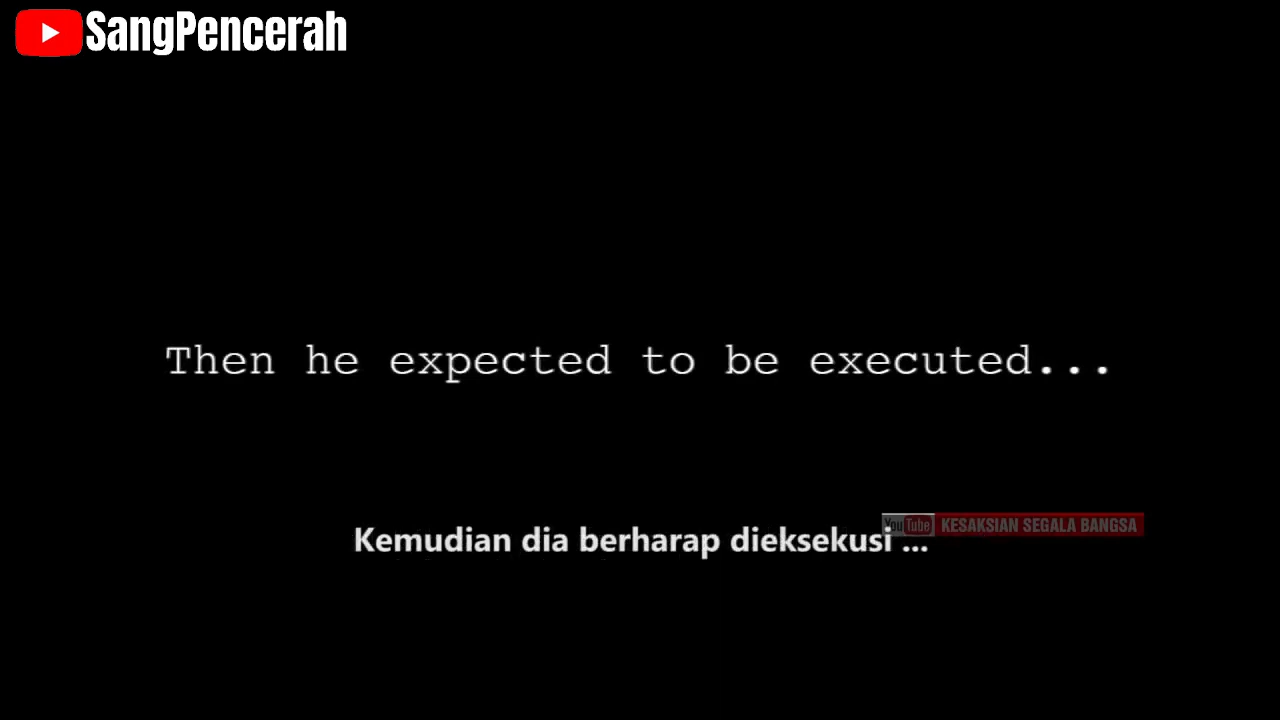 SangPencerah
Then he expected to be executed...
YouTube KESAKSIAN SEGALA BANGSA
Kemudian dia berharap dieksekusi ...